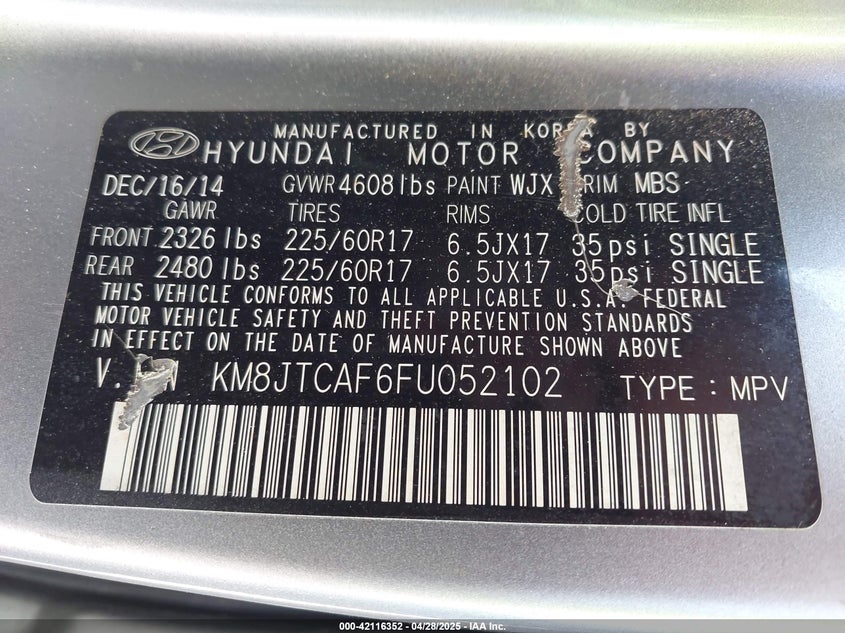 MANUFACTURED IN KOREA BY
HYUNDAI MOTOR COMPANY
DEC/16/14 GVWR 4608 lbs PAINT WJX TRIM MBS
GAWR TIRES RIMS COLD TIRE INFL
FRONT 2326 lbs 225/60R17 6.5JX17 35psi SINGLE
REAR 2480 lbs 225/60R17 6.5JX17 35psi SINGLE
THIS VEHICLE CONFORMS TO ALL APPLICABLE U.S.A. FEDERAL
MOTOR VEHICLE SAFETY AND THEFT PREVENTION STANDARDS
IN EFFECT ON THE DATE OF MANUFACTURE SHOWN ABOVE
V.I.N KM8JTCAF6FU052102 TYPE : MPV
000-42116352 - 04/28/2025 - IAA Inc.